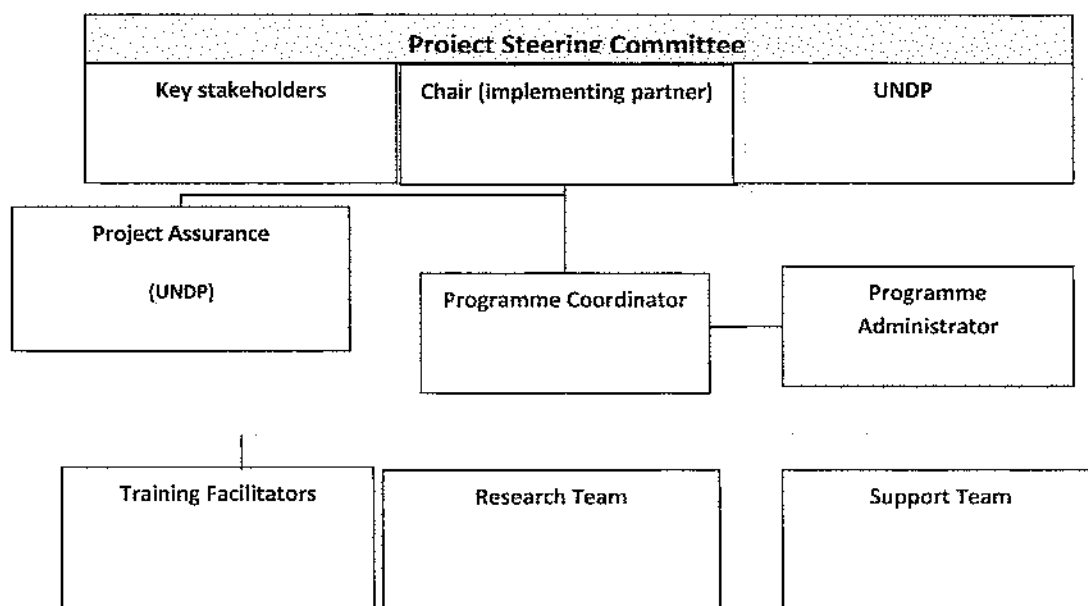 Project Steering Committee
Key stakeholders
Chair (implementing partner)
UNDP
Project Assurance
(UNDP)
Programme Coordinator
Programme
Administrator
Training Facilitators
Research Team
Support Team